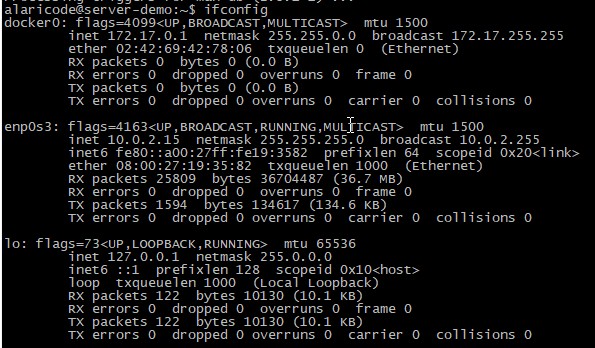 alaricode@server-demo:~$ ifconfig
docker0: flags=4099<UP,BROADCAST,MULTICAST>  mtu 1500
        inet 172.17.0.1  netmask 255.255.0.0  broadcast 172.17.255.255
        ether 02:42:69:42:78:06  txqueuelen 0  (Ethernet)
        RX packets 0  bytes 0 (0.0 B)
        RX errors 0  dropped 0  overruns 0  frame 0
        TX packets 0  bytes 0 (0.0 B)
        TX errors 0  dropped 0 overruns 0  carrier 0  collisions 0

enp0s3: flags=4163<UP,BROADCAST,RUNNING,MULTICAST>  mtu 1500
        inet 10.0.2.15  netmask 255.255.255.0  broadcast 10.0.2.255
        inet6 fe80::a00:27ff:fe19:3582  prefixlen 64  scopeid 0x20<link>
        ether 08:00:27:19:35:82  txqueuelen 1000  (Ethernet)
        RX packets 25809  bytes 36704487 (36.7 MB)
        RX errors 0  dropped 0  overruns 0  frame 0
        TX packets 1594  bytes 134617 (134.6 KB)
        TX errors 0  dropped 0 overruns 0  carrier 0  collisions 0

lo: flags=73<UP,LOOPBACK,RUNNING>  mtu 65536
        inet 127.0.0.1  netmask 255.0.0.0
        inet6 ::1  prefixlen 128  scopeid 0x10<host>
        loop  txqueuelen 1000  (Local Loopback)
        RX packets 122  bytes 10130 (10.1 KB)
        RX errors 0  dropped 0  overruns 0  frame 0
        TX packets 122  bytes 10130 (10.1 KB)
        TX errors 0  dropped 0 overruns 0  carrier 0  collisions 0